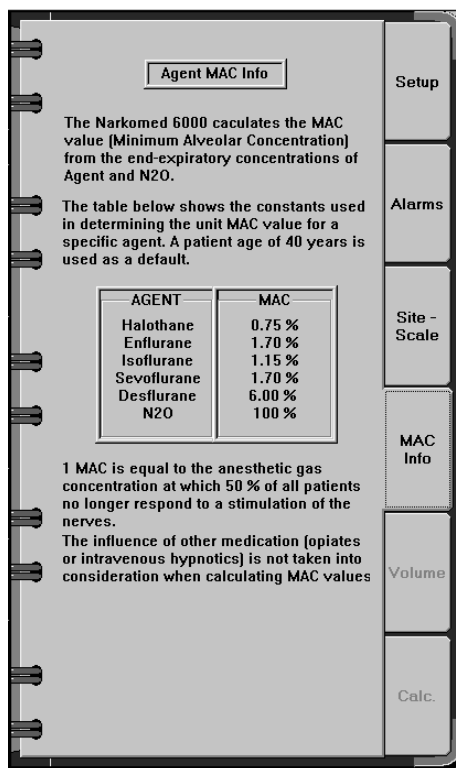 Agent MAC Info
The Narkomed 6000 caculates the MAC
value (Minimum Alveolar Concentration)
from the end-expiratory concentrations of
Agent and N2O.
The table below shows the constants used
in determining the unit MAC value for a
specific agent. A patient age of 40 years is
used as a default.
AGENT MAC
Halothane 0.75 %
Enflurane 1.70 %
Isoflurane 1.15 %
Sevoflurane 1.70 %
Desflurane 6.00 %
N2O 100 %
1 MAC is equal to the anesthetic gas
concentration at which 50 % of all patients
no longer respond to a stimulation of the
nerves.
The influence of other medication (opiates
or intravenous hypnotics) is not taken into
consideration when calculating MAC values
Setup
Alarms
Site -
Scale
MAC
Info
Volume
Calc.